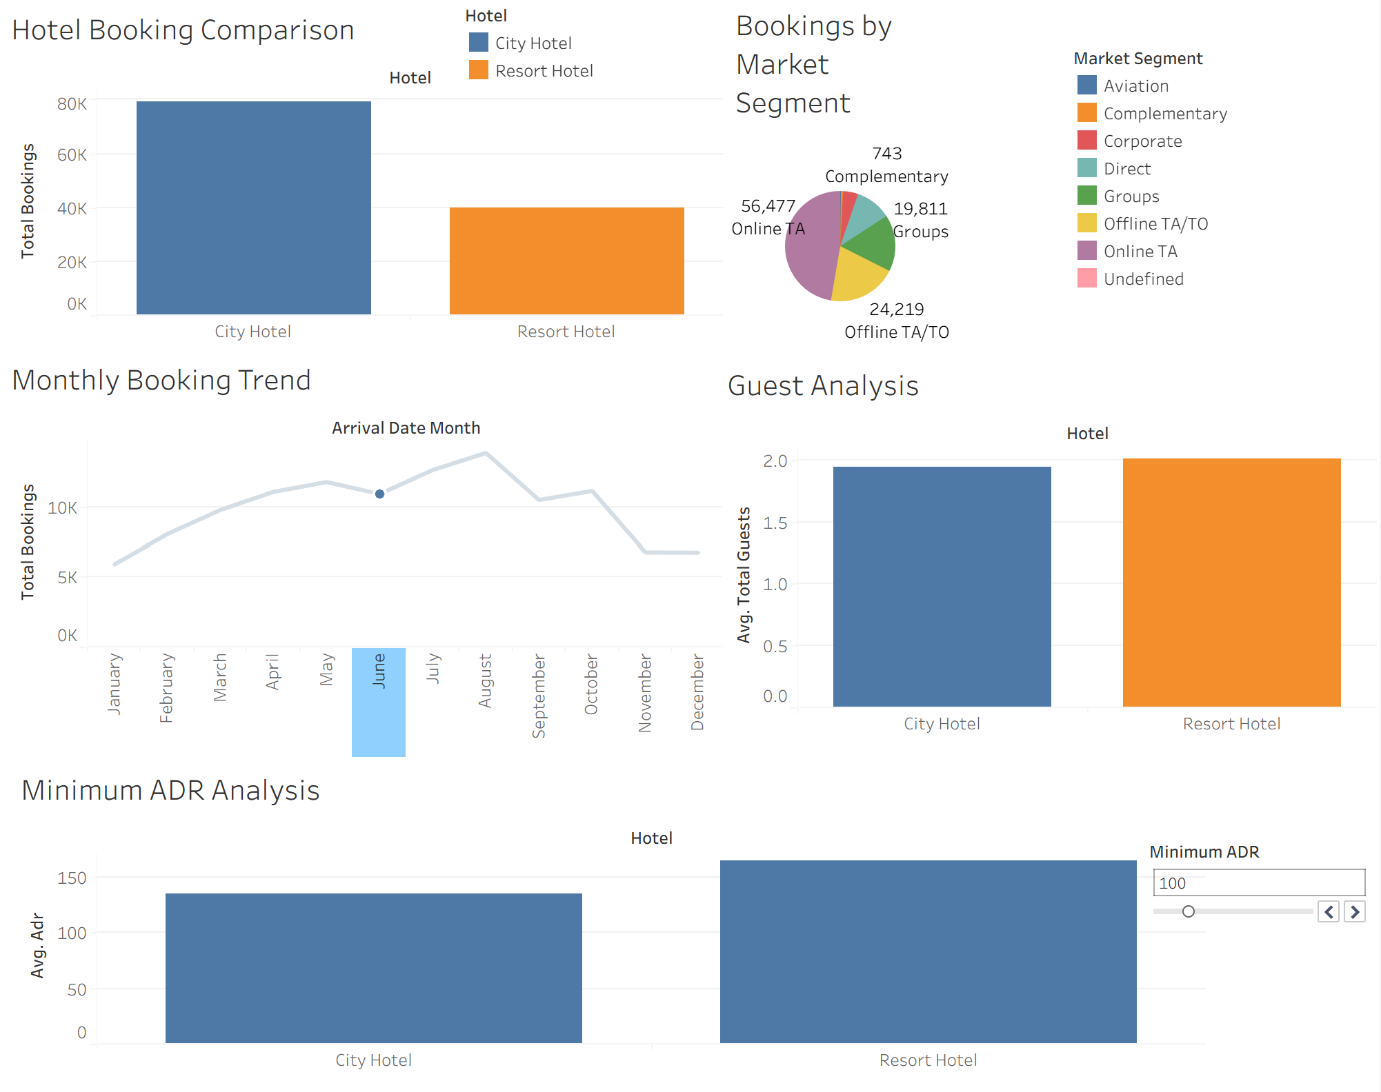 Hotel Booking Comparison
Hotel
City Hotel
Resort Hotel
Hotel
80K
60K
40K
20K
0K
Total Bookings
City Hotel
Resort Hotel
Bookings by
Market
Segment
743
Complementary
56,477
Online TA
19,811
Groups
24,219
Offline TA/TO
Market Segment
Aviation
Complementary
Corporate
Direct
Groups
Offline TA/TO
Online TA
Undefined
Monthly Booking Trend
Arrival Date Month
Total Bookings
10K
5K
0K
January
February
March
April
May
June
July
August
September
October
November
December
Guest Analysis
Hotel
Avg. Total Guests
2.0
1.5
1.0
0.5
0.0
City Hotel
Resort Hotel
Minimum ADR Analysis
Hotel
Avg. Adr
150
100
50
0
City Hotel
Resort Hotel
Minimum ADR
100